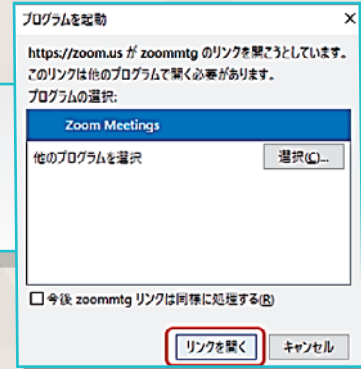 プログラムを起動
https://zoom.us が zoommtg のリンクを開こうとしています。
このリンクは他のプログラムで開く必要があります。
プログラムの選択:
Zoom Meetings
他のプログラムを選択 選択(C)...
今後 zoommtg リンクは同様に処理する(R)
リンクを開く キャンセル